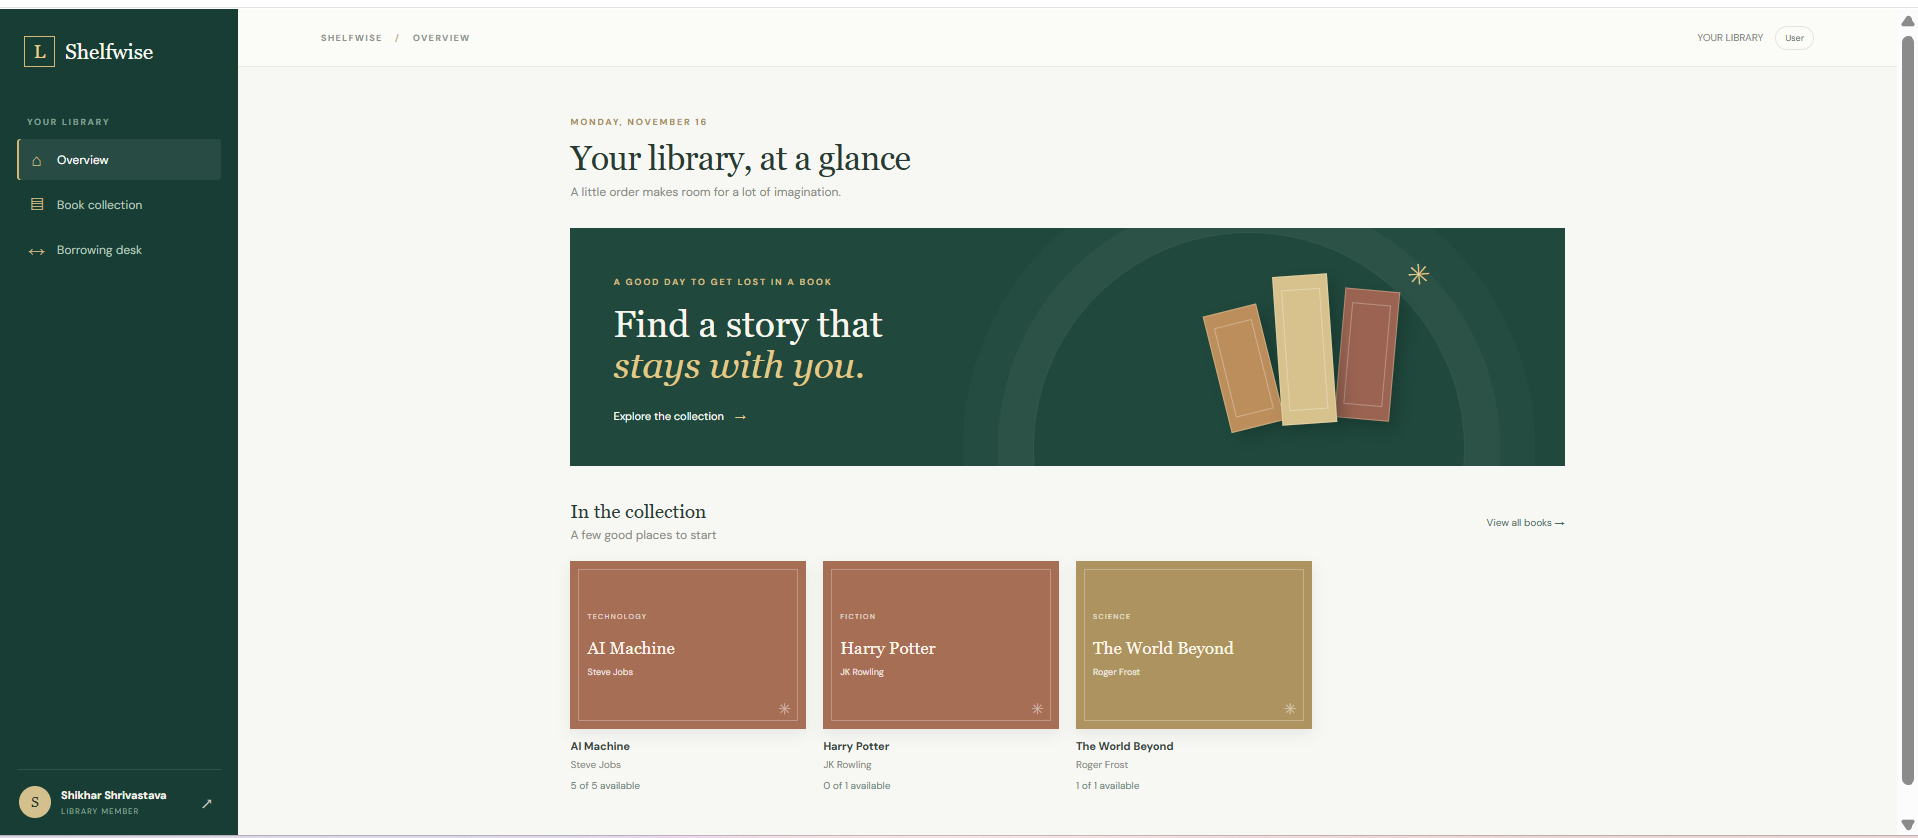 L Shelfwise
YOUR LIBRARY
Overview
Book collection
Borrowing desk
S
Shikhar Shrivastava
LIBRARY MEMBER
SHELFWISE / OVERVIEW
YOUR LIBRARY User
MONDAY, NOVEMBER 16
Your library, at a glance
A little order makes room for a lot of imagination.
A GOOD DAY TO GET LOST IN A BOOK
Find a story that
stays with you.
Explore the collection →
In the collection
A few good places to start
View all books →
TECHNOLOGY
AI Machine
Steve Jobs
AI Machine
Steve Jobs
5 of 5 available
FICTION
Harry Potter
JK Rowling
Harry Potter
JK Rowling
0 of 1 available
SCIENCE
The World Beyond
Roger Frost
The World Beyond
Roger Frost
1 of 1 available